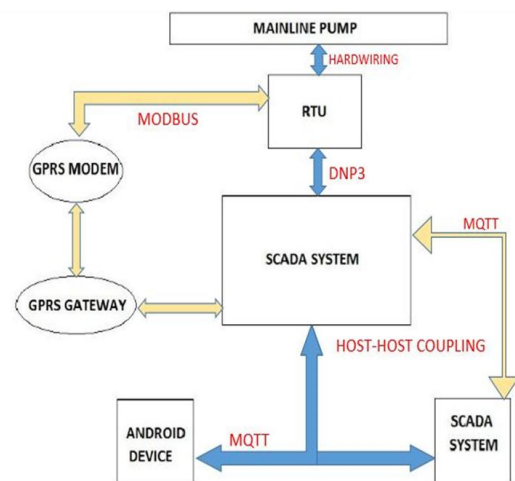 MAINLINE PUMP
HARDWIRING
RTU
MODBUS
GPRS MODEM
DNP3
MQTT
SCADA SYSTEM
GPRS GATEWAY
HOST-HOST COUPLING
ANDROID
DEVICE
MQTT
SCADA
SYSTEM